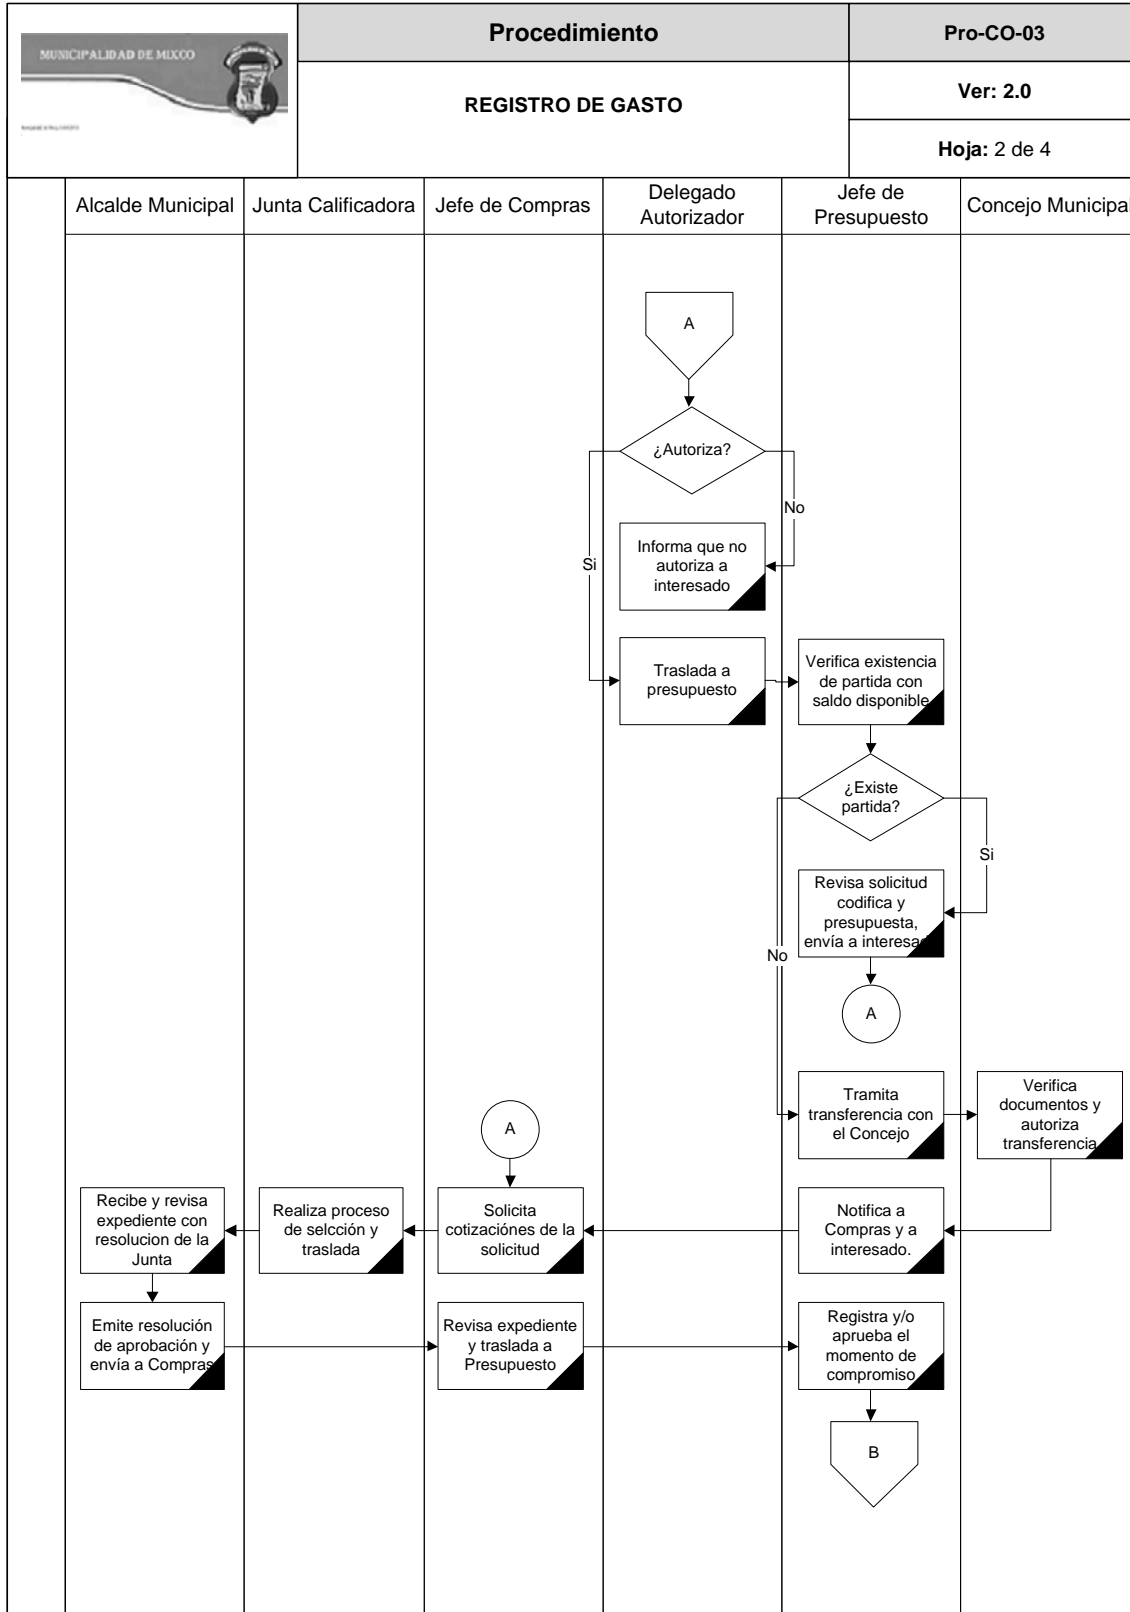 MUNICIPALIDAD DE MIXCO
Procedimiento
Pro-CO-03
REGISTRO DE GASTO
Ver: 2.0
Hoja: 2 de 4
Alcalde Municipal
Junta Calificadora
Jefe de Compras
Delegado
Autorizador
Jefe de
Presupuesto
Concejo Municipal
A
¿Autoriza?
No
Si
Informa que no
autoriza a
interesado
Traslada a
presupuesto
Verifica existencia
de partida con
saldo disponible
¿Existe
partida?
Si
No
Revisa solicitud
codifica y
presupuesta,
envía a interesad
A
Tramita
transferencia con
el Concejo
Verifica
documentos y
autoriza
transferencia
A
Recibe y revisa
expediente con
resolucion de la
Junta
Realiza proceso
de selcción y
traslada
Solicita
cotizaciónes de la
solicitud
Notifica a
Compras y a
interesado.
Emite resolución
de aprobación y
envía a Compras
Revisa expediente
y traslada a
Presupuesto
Registra y/o
aprueba el
momento de
compromiso
B